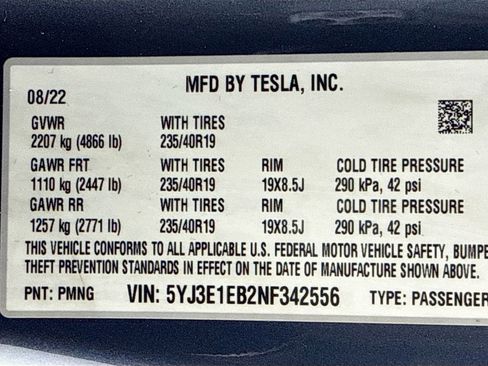 MFD BY TESLA, INC.
08/22
GVWR WITH TIRES
2207 kg (4866 lb) 235/40R19
GAWR FRT WITH TIRES RIM COLD TIRE PRESSURE
1110 kg (2447 lb) 235/40R19 19X8.5J 290 kPa, 42 psi
GAWR RR WITH TIRES RIM COLD TIRE PRESSURE
1257 kg (2771 lb) 235/40R19 19X8.5J 290 kPa, 42 psi
THIS VEHICLE CONFORMS TO ALL APPLICABLE U.S. FEDERAL MOTOR VEHICLE SAFETY, BUMPE
THEFT PREVENTION STANDARDS IN EFFECT ON THE DATE OF MANUFACTURE SHOWN ABOVE.
PNT: PMNG VIN: 5YJ3E1EB2NF342556 TYPE: PASSENGER